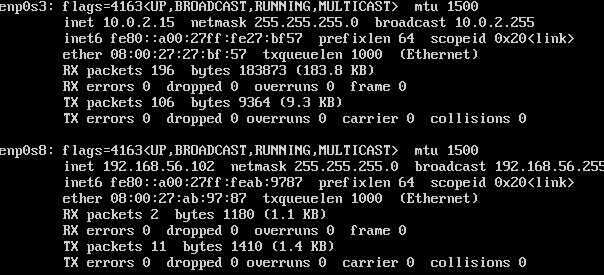 enp0s3: flags=4163<UP,BROADCAST,RUNNING,MULTICAST>  mtu 1500
inet 10.0.2.15  netmask 255.255.255.0  broadcast 10.0.2.255
inet6 fe80::a00:27ff:fe27:bf57  prefixlen 64  scopeid 0x20<link>
ether 08:00:27:27:bf:57  txqueuelen 1000  (Ethernet)
RX packets 196  bytes 183873 (183.8 KB)
RX errors 0  dropped 0  overruns 0  frame 0
TX packets 106  bytes 9364 (9.3 KB)
TX errors 0  dropped 0 overruns 0  carrier 0  collisions 0
enp0s8: flags=4163<UP,BROADCAST,RUNNING,MULTICAST>  mtu 1500
inet 192.168.56.102  netmask 255.255.255.0  broadcast 192.168.56.255
inet6 fe80::a00:27ff:feab:9787  prefixlen 64  scopeid 0x20<link>
ether 08:00:27:ab:97:87  txqueuelen 1000  (Ethernet)
RX packets 2  bytes 1180 (1.1 KB)
RX errors 0  dropped 0  overruns 0  frame 0
TX packets 11  bytes 1410 (1.4 KB)
TX errors 0  dropped 0 overruns 0  carrier 0  collisions 0